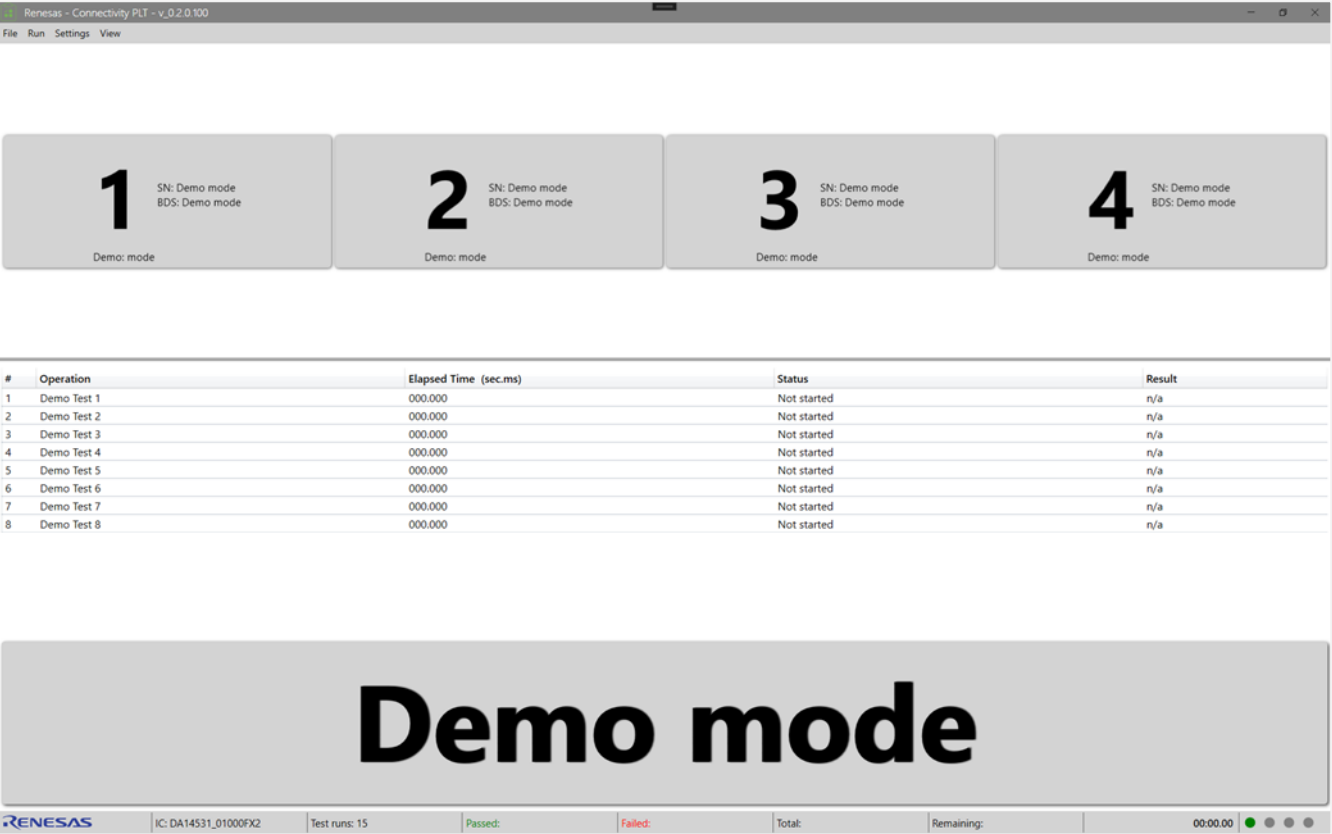 Renesas - Connectivity PLT - v_0.2.0.100
File Run Settings View
1 SN: Demo mode
BDS: Demo mode
Demo: mode
2 SN: Demo mode
BDS: Demo mode
Demo: mode
3 SN: Demo mode
BDS: Demo mode
Demo: mode
4 SN: Demo mode
BDS: Demo mode
Demo: mode
# Operation Elapsed Time (sec.ms) Status Result
1 Demo Test 1 000.000 Not started n/a
2 Demo Test 2 000.000 Not started n/a
3 Demo Test 3 000.000 Not started n/a
4 Demo Test 4 000.000 Not started n/a
5 Demo Test 5 000.000 Not started n/a
6 Demo Test 6 000.000 Not started n/a
7 Demo Test 7 000.000 Not started n/a
8 Demo Test 8 000.000 Not started n/a
Demo mode
RENESAS IC: DA14531_01000FX2 Test runs: 15 Passed: Failed: Total: Remaining: 00:00.00